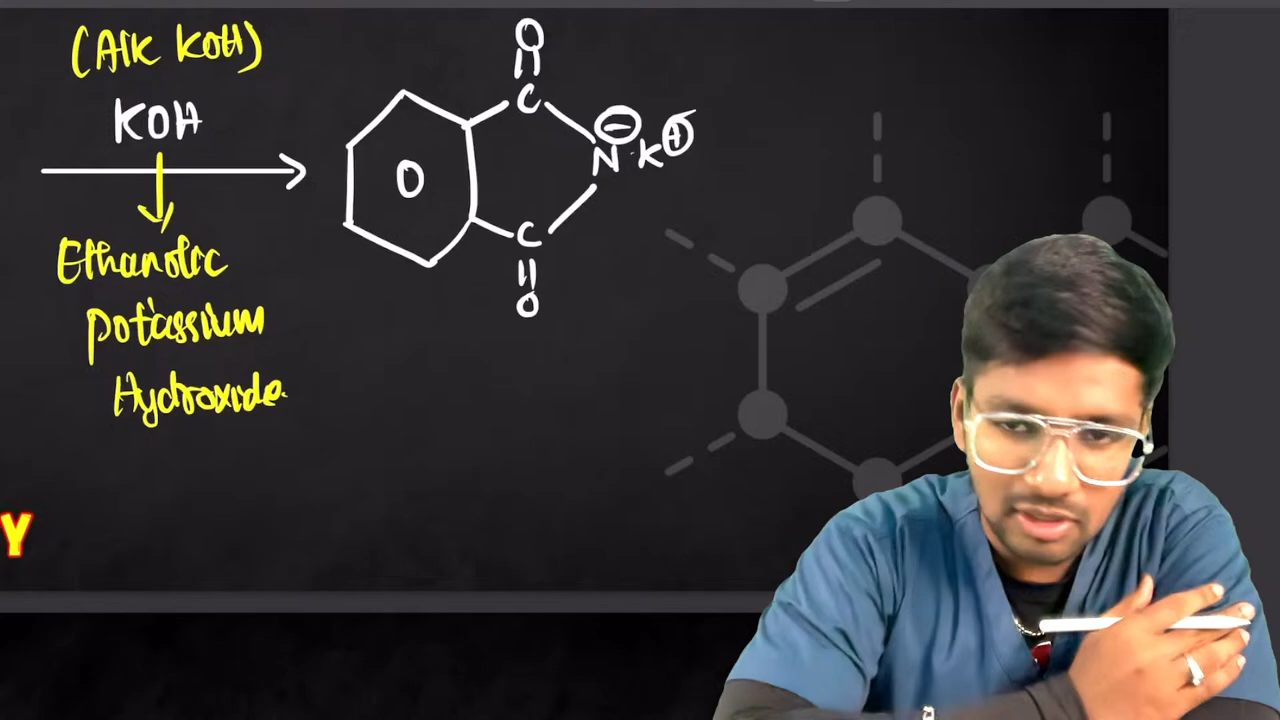 (Alk KOH)
KOH
Ethanolic
potassium
Hydroxide.
O
C
N⊖K⊕
O
C
O
Y